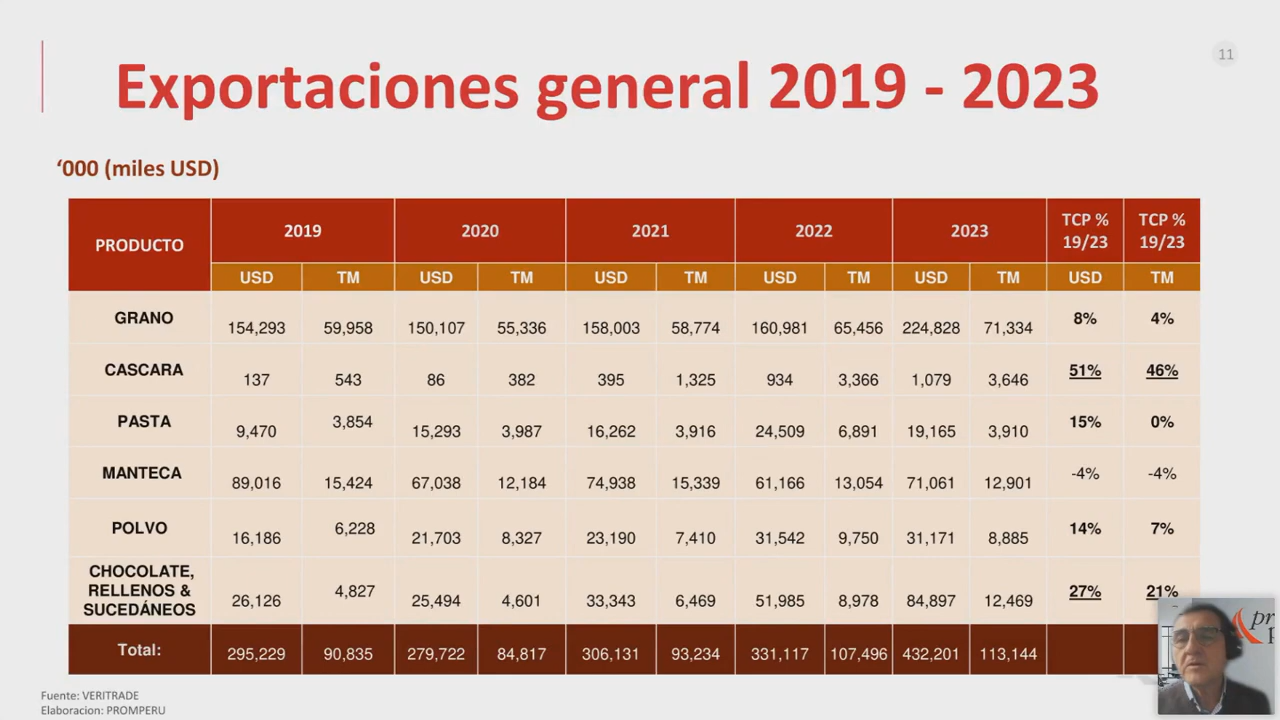 11
Exportaciones general 2019 - 2023
‘000 (miles USD)
PRODUCTO 2019 2020 2021 2022 2023 TCP % 19/23 TCP % 19/23
USD TM USD TM USD TM USD TM USD TM USD TM
GRANO 154,293 59,958 150,107 55,336 158,003 58,774 160,981 65,456 224,828 71,334 8% 4%
CASCARA 137 543 86 382 395 1,325 934 3,366 1,079 3,646 51% 46%
PASTA 9,470 3,854 15,293 3,987 16,262 3,916 24,509 6,891 19,165 3,910 15% 0%
MANTECA 89,016 15,424 67,038 12,184 74,938 15,339 61,166 13,054 71,061 12,901 -4% -4%
POLVO 16,186 6,228 21,703 8,327 23,190 7,410 31,542 9,750 31,171 8,885 14% 7%
CHOCOLATE, RELLENOS & SUCEDÁNEOS 26,126 4,827 25,494 4,601 33,343 6,469 51,985 8,978 84,897 12,469 27% 21%
Total: 295,229 90,835 279,722 84,817 306,131 93,234 331,117 107,496 432,201 113,144
Fuente: VERITRADE
Elaboracion: PROMPERU